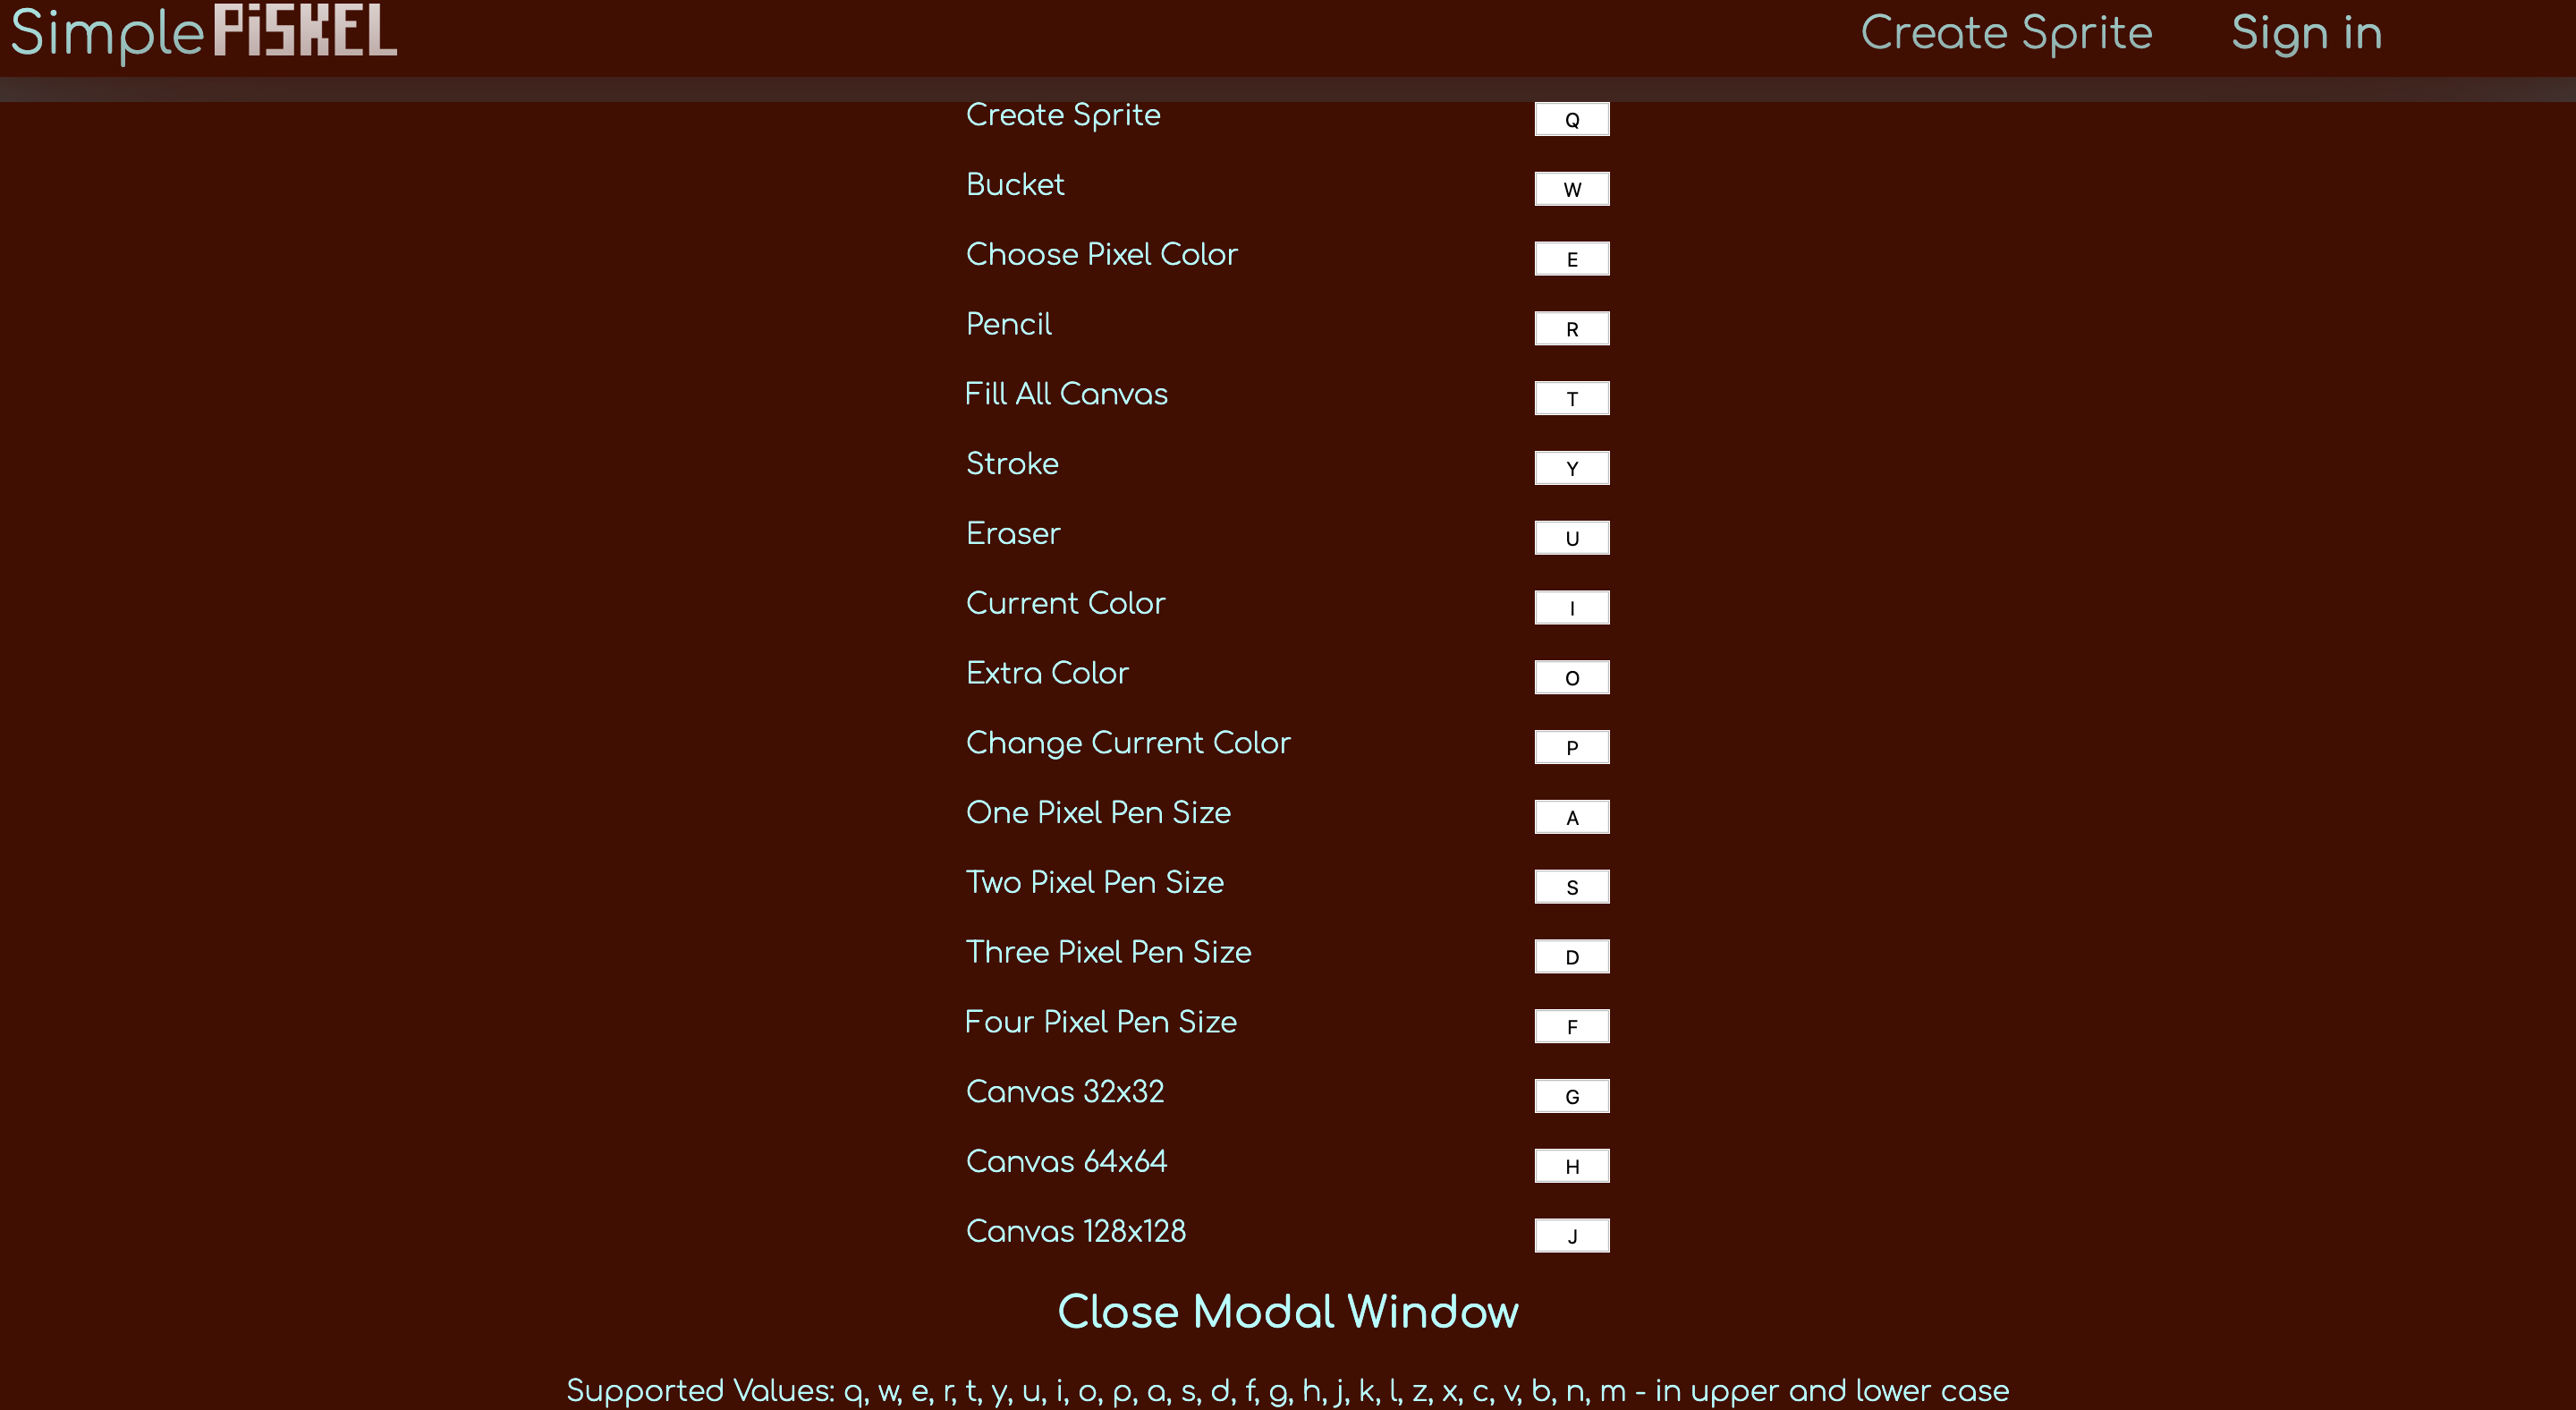 Simple PiSKEL Create Sprite Sign in
Create Sprite Q
Bucket W
Choose Pixel Color E
Pencil R
Fill All Canvas T
Stroke Y
Eraser U
Current Color I
Extra Color O
Change Current Color P
One Pixel Pen Size A
Two Pixel Pen Size S
Three Pixel Pen Size D
Four Pixel Pen Size F
Canvas 32x32 G
Canvas 64x64 H
Canvas 128x128 J
Close Modal Window
Supported Values: q, w, e, r, t, y, u, i, o, p, a, s, d, f, g, h, j, k, l, z, x, c, v, b, n, m - in upper and lower case